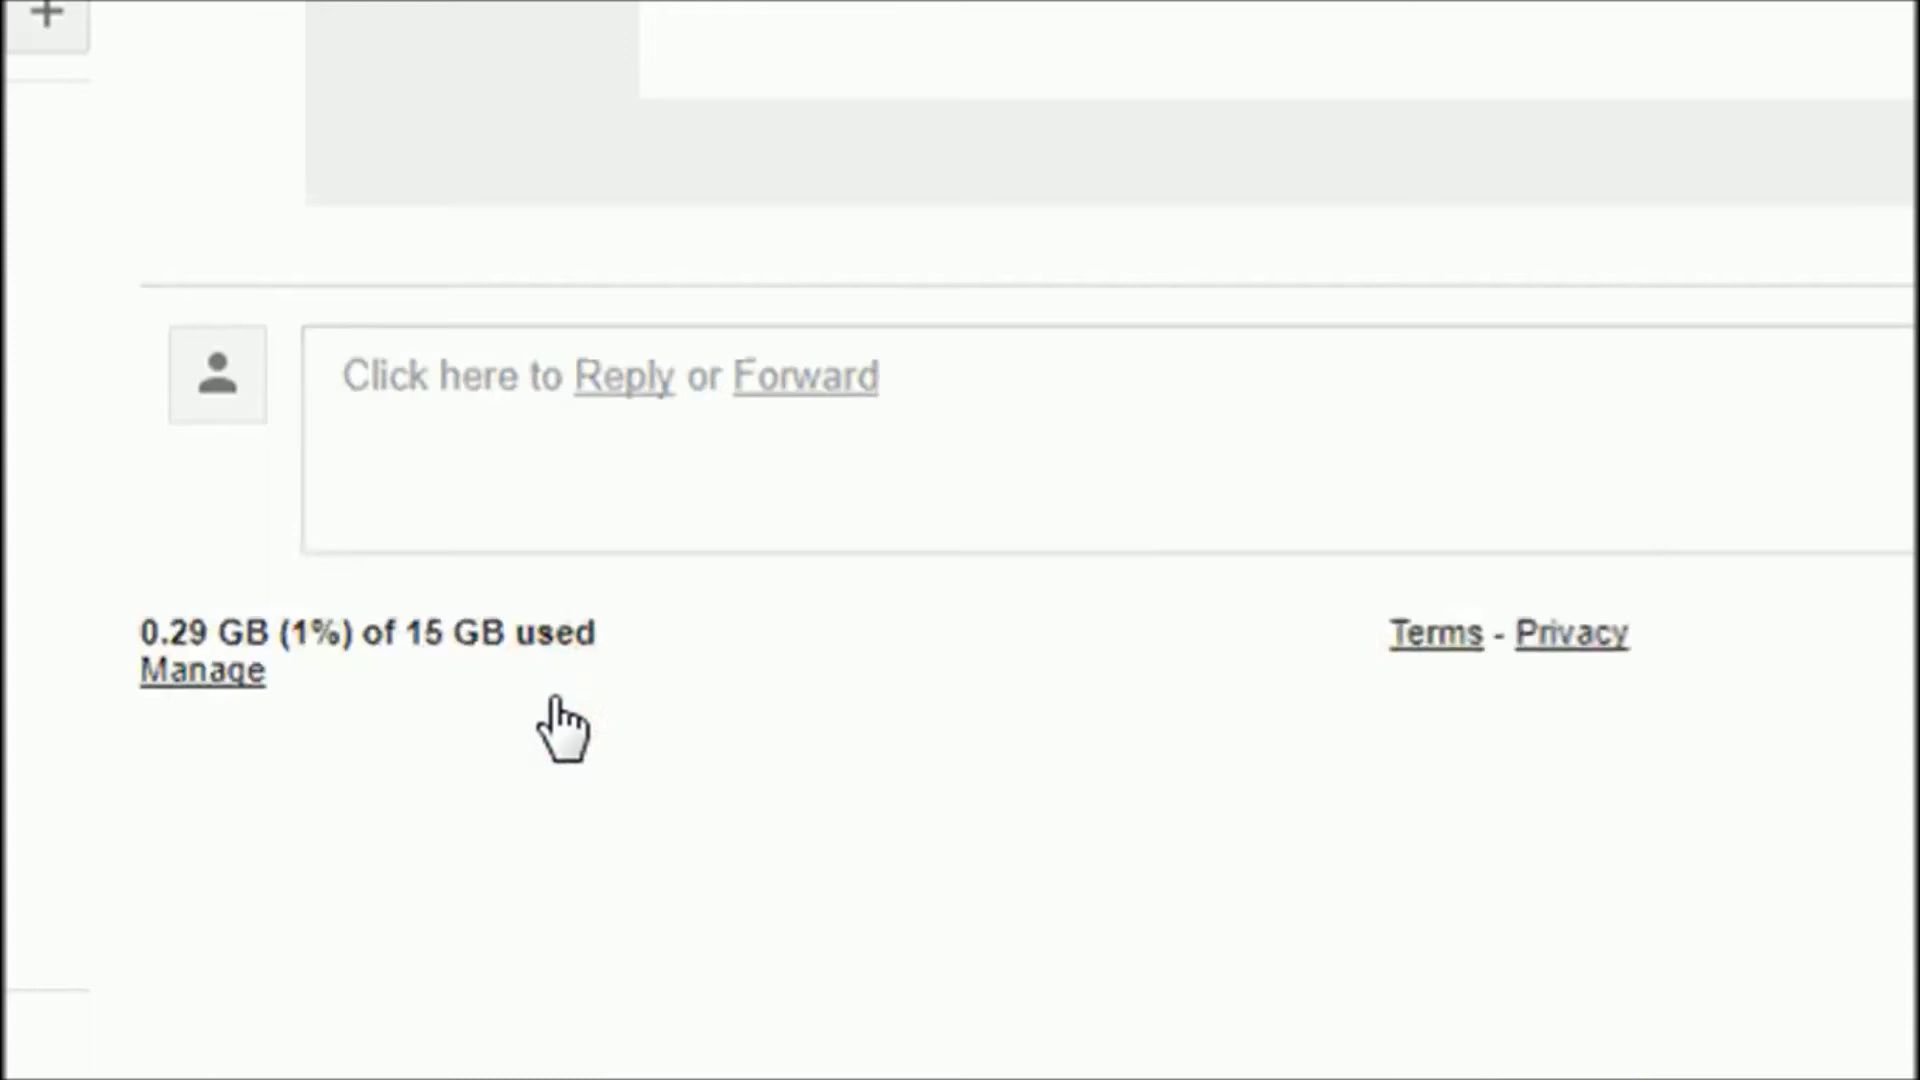 Click here to Reply or Forward
0.29 GB (1%) of 15 GB used
Terms - Privacy
Manage